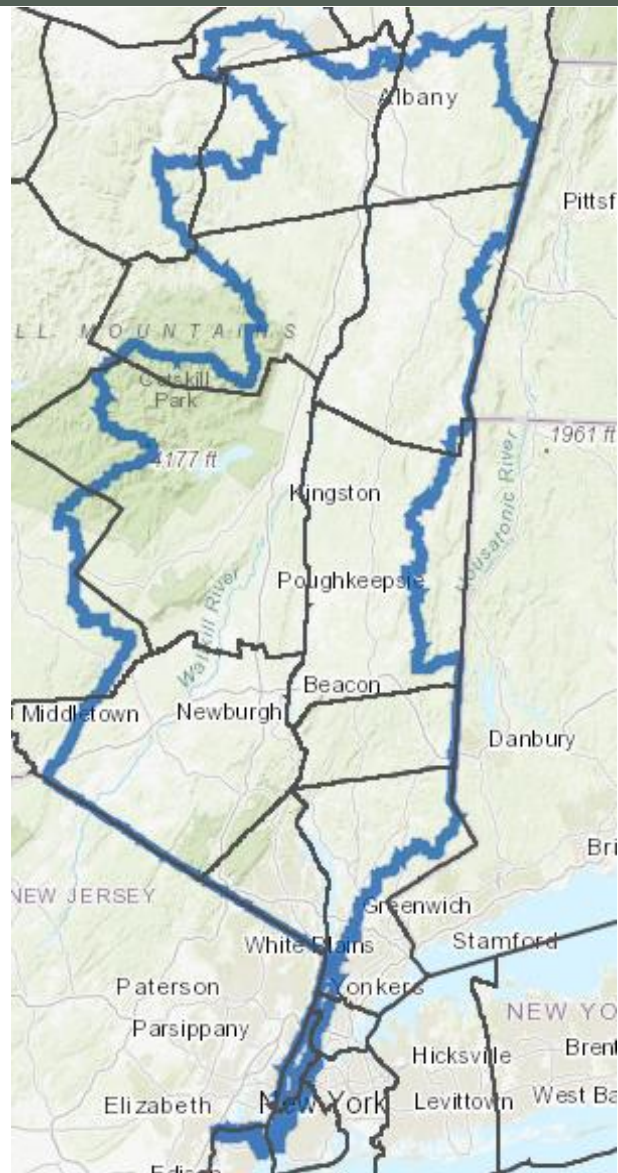 Albany
Pittsf
LL MOUNTAINS
Catskill
Park
4177 ft
1961 ft
Kingston
Housatonic River
Poughkeepsie
Wallkill River
Beacon
Middletown
Newburgh
Danbury
Bri
NEW JERSEY
Greenwich
White Plains
Stamford
Paterson
Yonkers
NEW YO
Parsippany
Hicksville
Brent
Elizabeth
New York
Levittown
West Ba
Edison